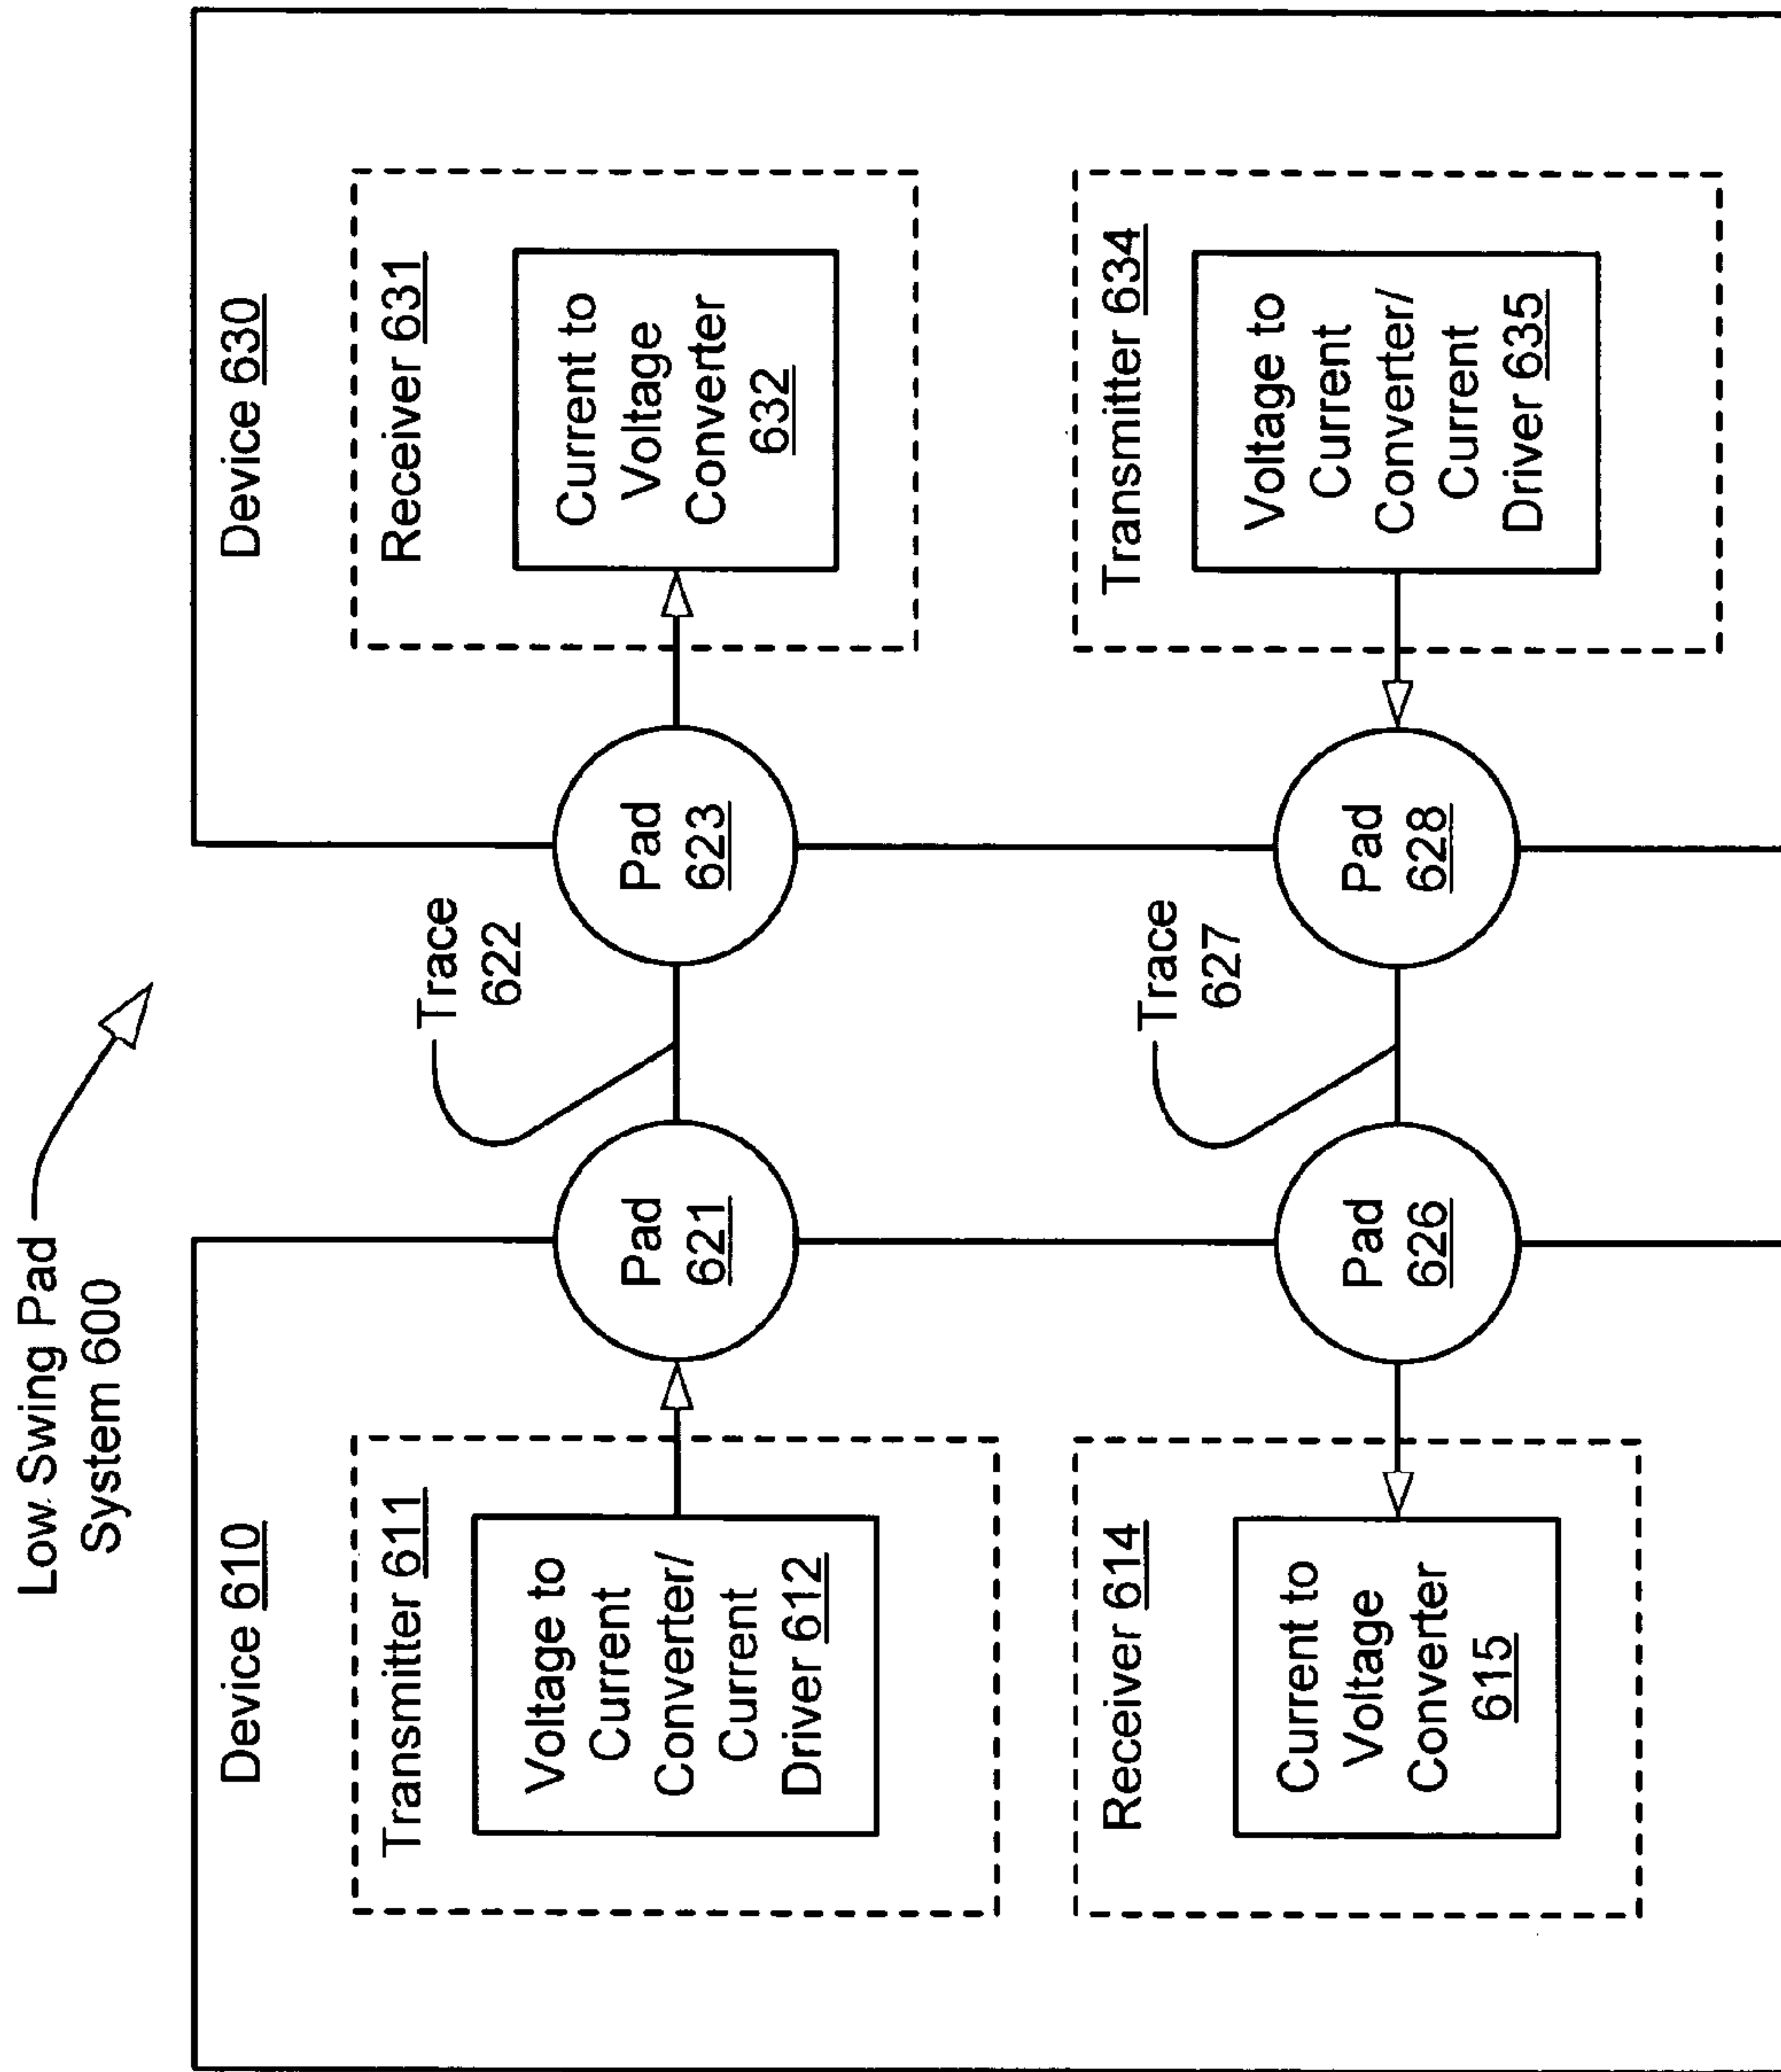 Low Swing Pad
System 600
Device 610
Transmitter 611
Voltage to
Current
Converter/
Current
Driver 612
Receiver 614
Current to
Voltage
Converter
615
Pad
621
Trace
622
Pad
623
Pad
626
Trace
627
Pad
628
Device 630
Receiver 631
Current to
Voltage
Converter
632
Transmitter 634
Voltage to
Current
Converter/
Current
Driver 635